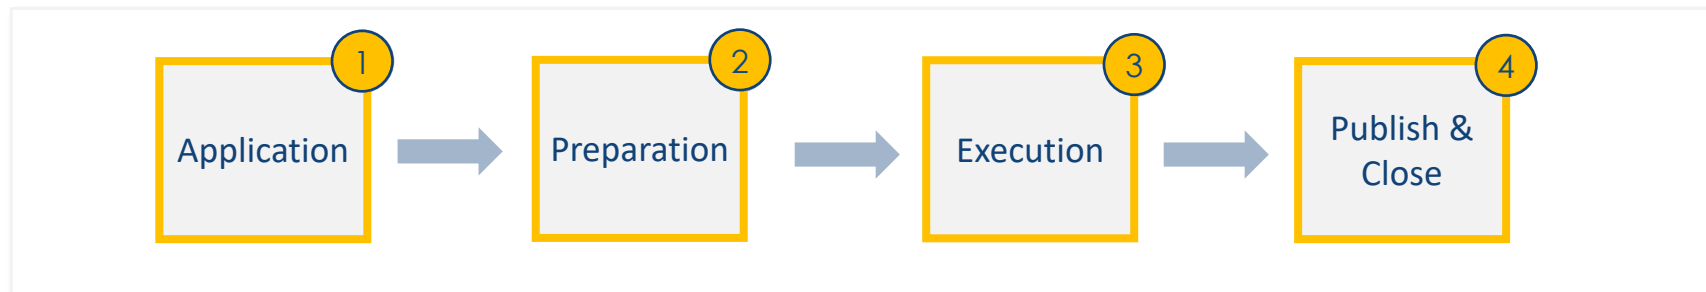 1
Application
2
Preparation
3
Execution
4
Publish &
Close